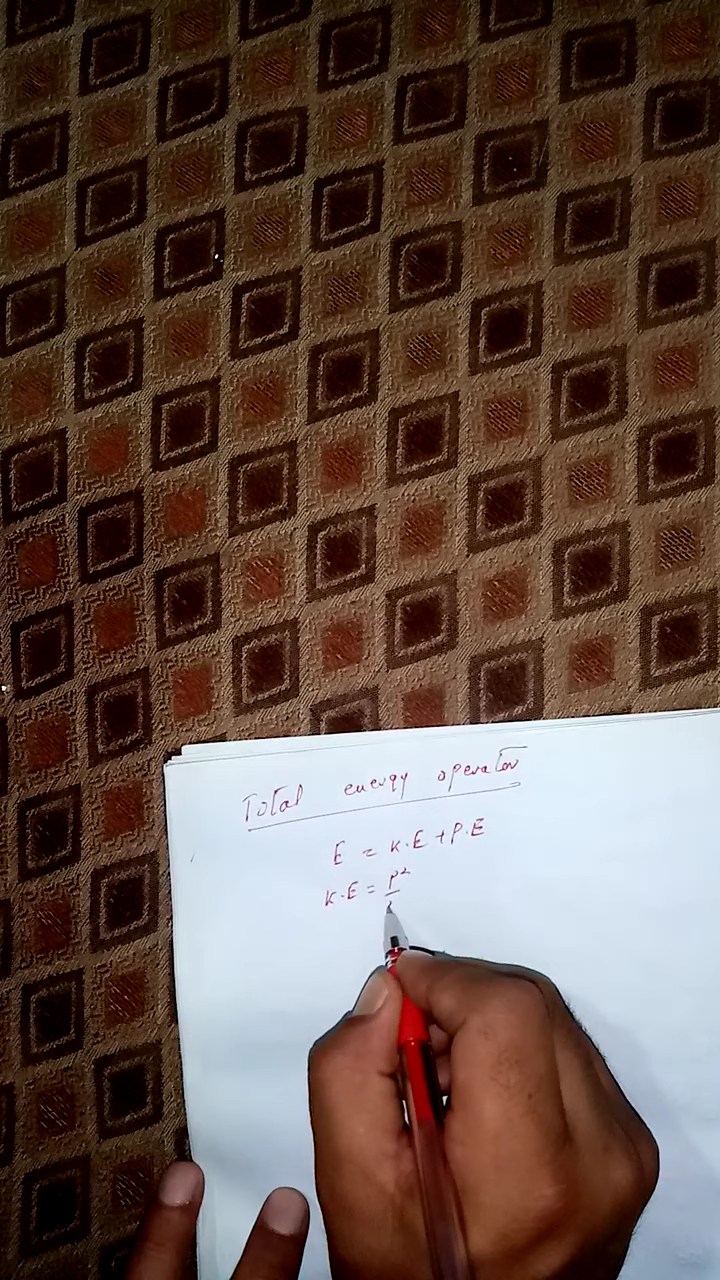 Total energy operator
E = K.E + P.E
K.E = P²/